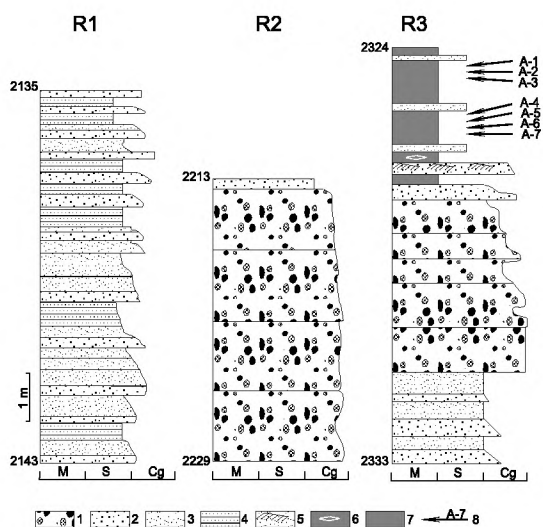 R1 R2 R3
2324
A-1
A-2
A-3
2135
A-4
A-5
A-6
A-7
2213
1 m
2143
2229
2333
M S Cg M S Cg M S Cg
1 2 3 4 5 6 7 A-7 8